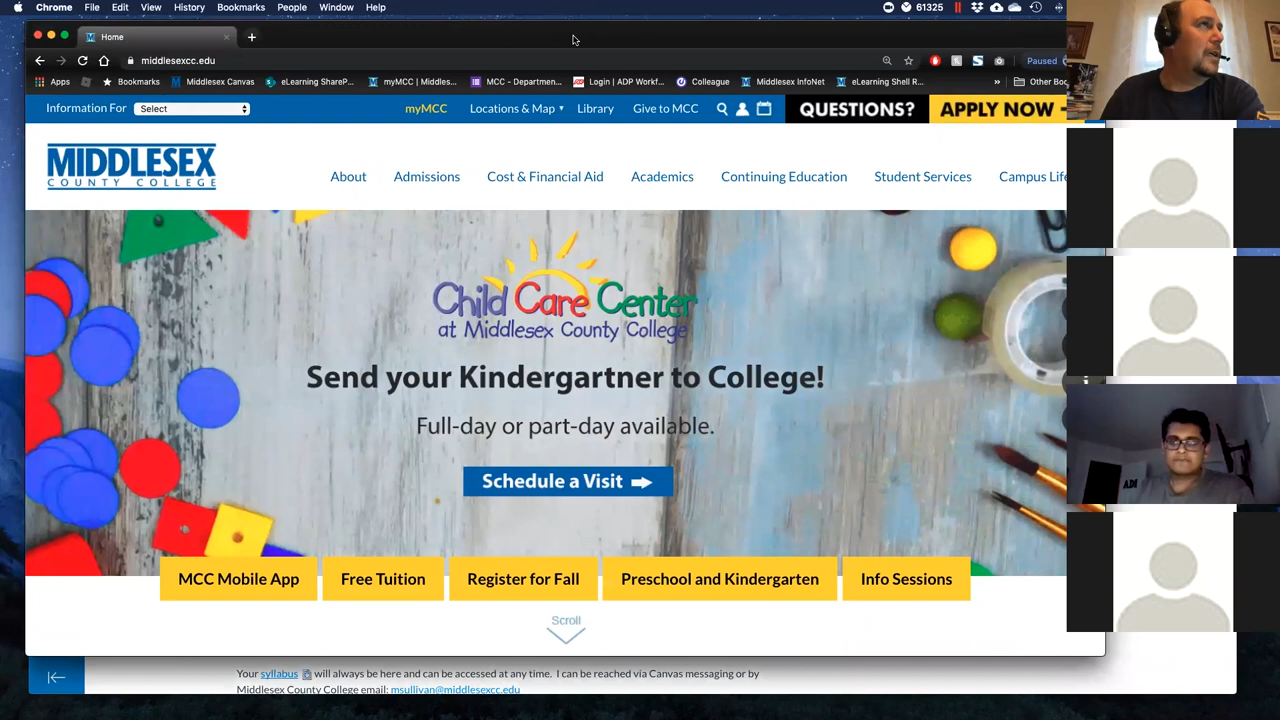 Chrome File Edit View History Bookmarks People Window Help 61325
Home
middlesexcc.edu Paused
Apps Bookmarks Middlesex Canvas eLearning ShareP... myMCC | Middles... MCC - Departmen... Login | ADP Workf... Colleague Middlesex InfoNet eLearning Shell R... » Other Boo
Information For Select myMCC Locations & Map Library Give to MCC QUESTIONS? APPLY NOW
MIDDLESEX
COUNTY COLLEGE
About Admissions Cost & Financial Aid Academics Continuing Education Student Services Campus Life
Child Care Center
at Middlesex County College
Send your Kindergartner to College!
Full-day or part-day available.
Schedule a Visit
MCC Mobile App Free Tuition Register for Fall Preschool and Kindergarten Info Sessions
Scroll
Your syllabus will always be here and can be accessed at any time. I can be reached via Canvas messaging or by
Middlesex County College email: msullivan@middlesexcc.edu